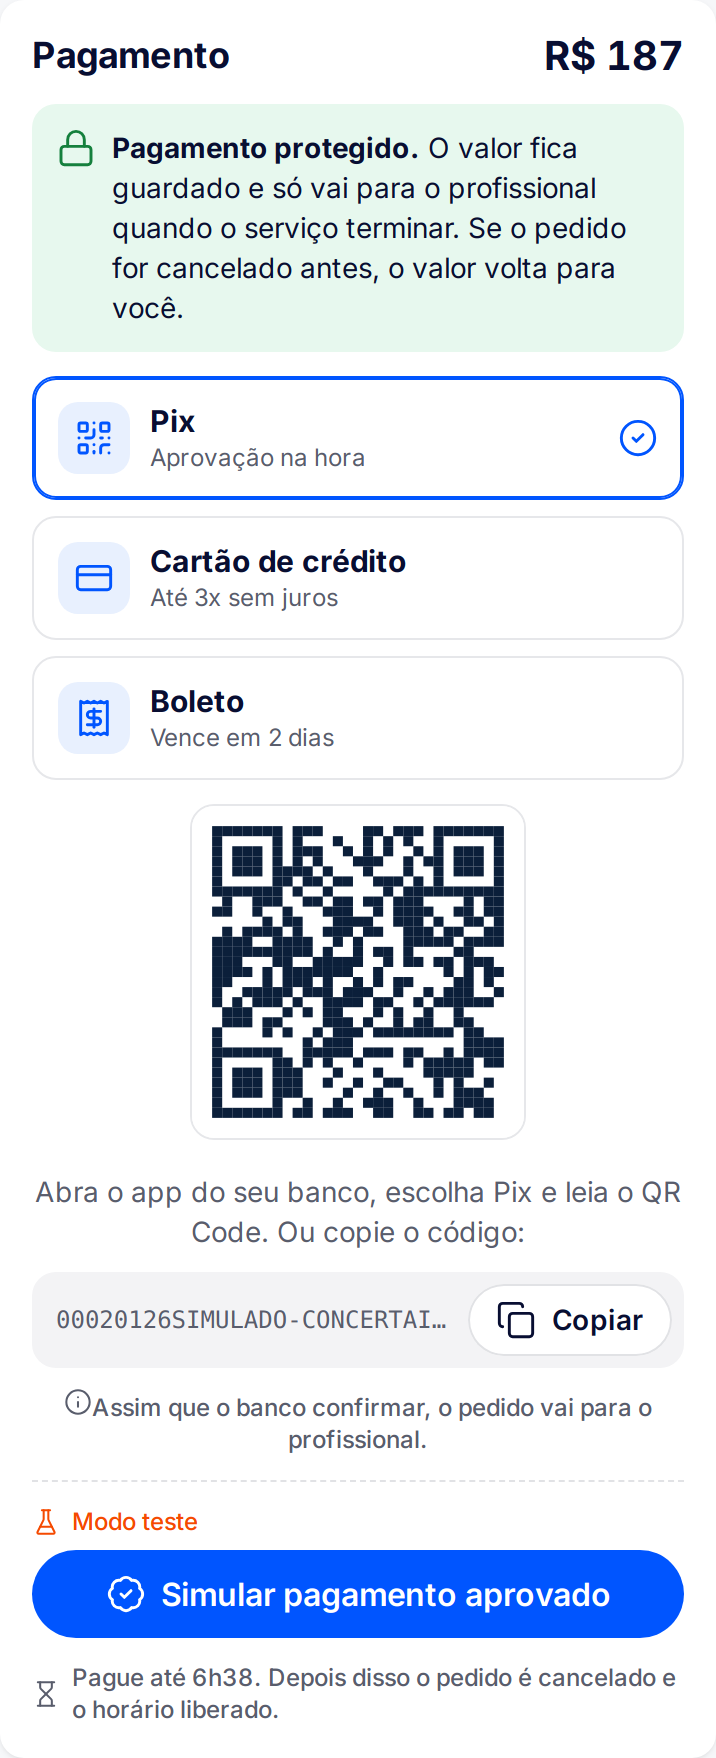 Pagamento
R$ 187
Pagamento protegido. O valor fica
guardado e só vai para o profissional
quando o serviço terminar. Se o pedido
for cancelado antes, o valor volta para
você.
Pix
Aprovação na hora
Cartão de crédito
Até 3x sem juros
Boleto
Vence em 2 dias
Abra o app do seu banco, escolha Pix e leia o QR
Code. Ou copie o código:
00020126SIMULADO-CONCERTAI…
Copiar
Assim que o banco confirmar, o pedido vai para o
profissional.
Modo teste
Simular pagamento aprovado
Pague até 6h38. Depois disso o pedido é cancelado e
o horário liberado.